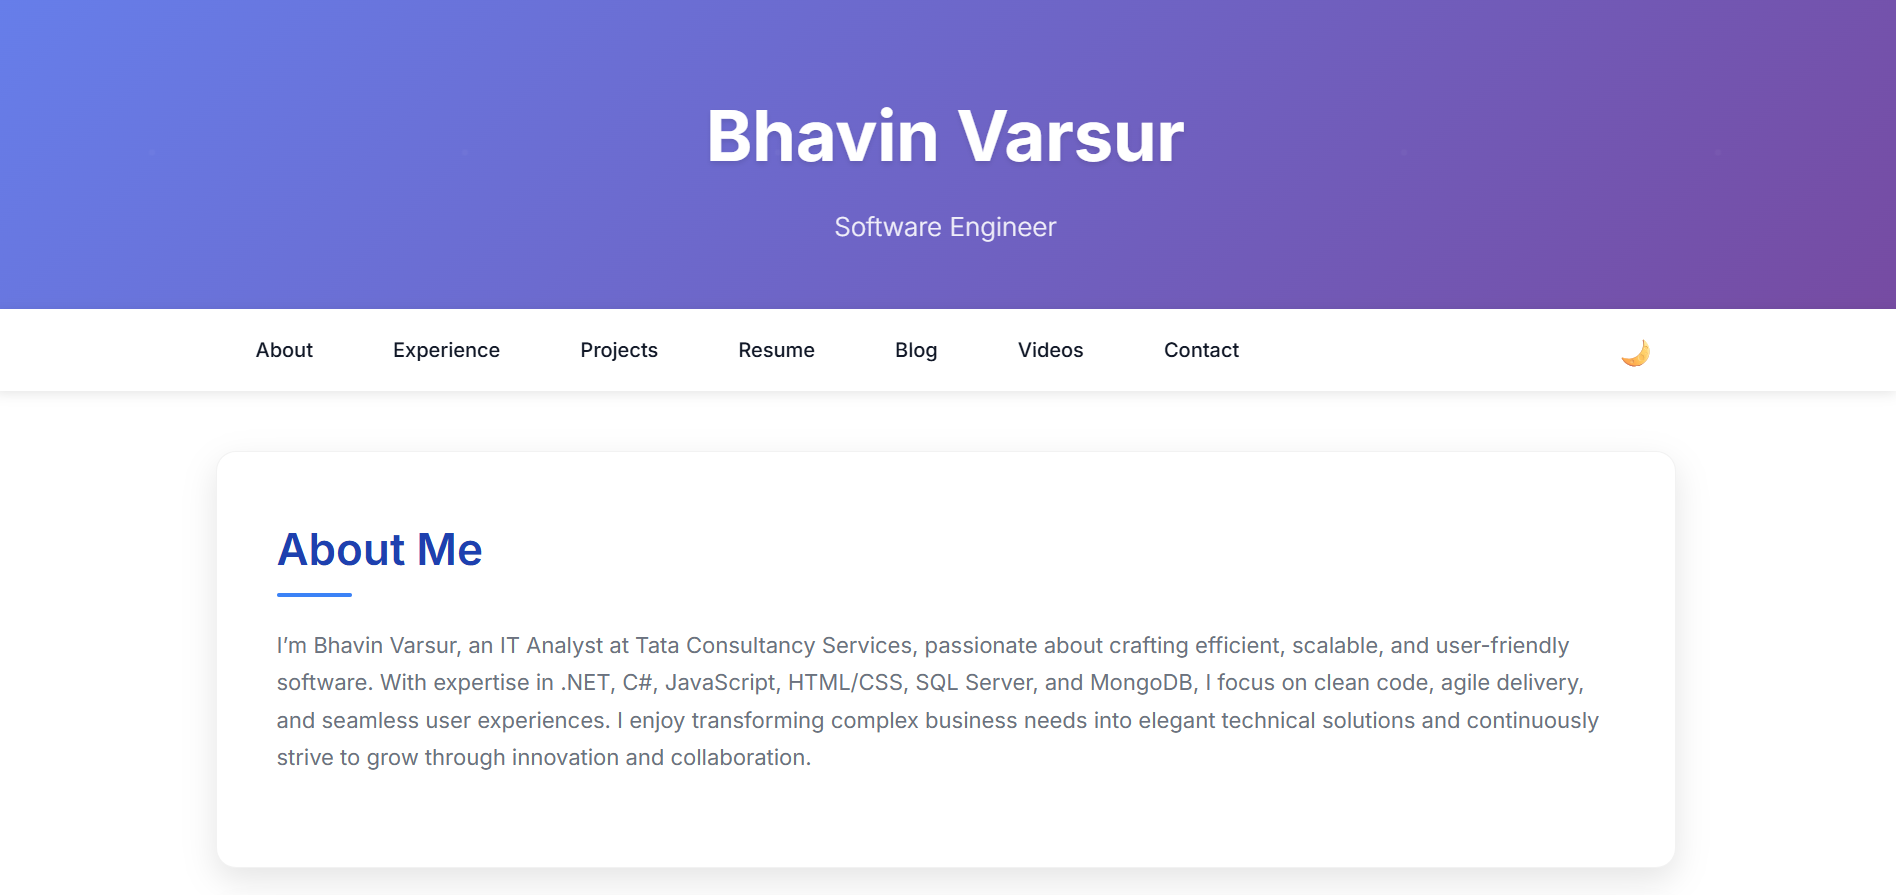 Bhavin Varsur
Software Engineer
About Experience Projects Resume Blog Videos Contact
About Me
I’m Bhavin Varsur, an IT Analyst at Tata Consultancy Services, passionate about crafting efficient, scalable, and user-friendly
software. With expertise in .NET, C#, JavaScript, HTML/CSS, SQL Server, and MongoDB, I focus on clean code, agile delivery,
and seamless user experiences. I enjoy transforming complex business needs into elegant technical solutions and continuously
strive to grow through innovation and collaboration.